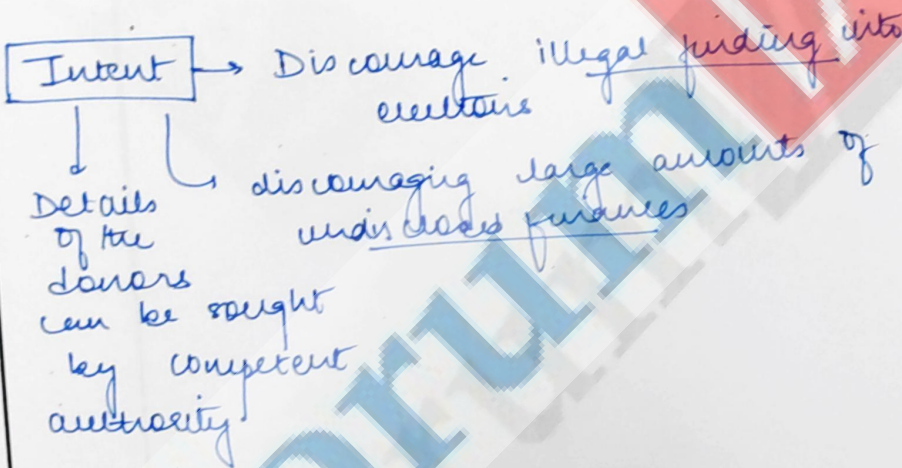 Intent → Discourage illegal funding into
elections
discouraging large amounts of
undisclosed finances
Details
of the
donors
can be sought
by competent
authority
orum